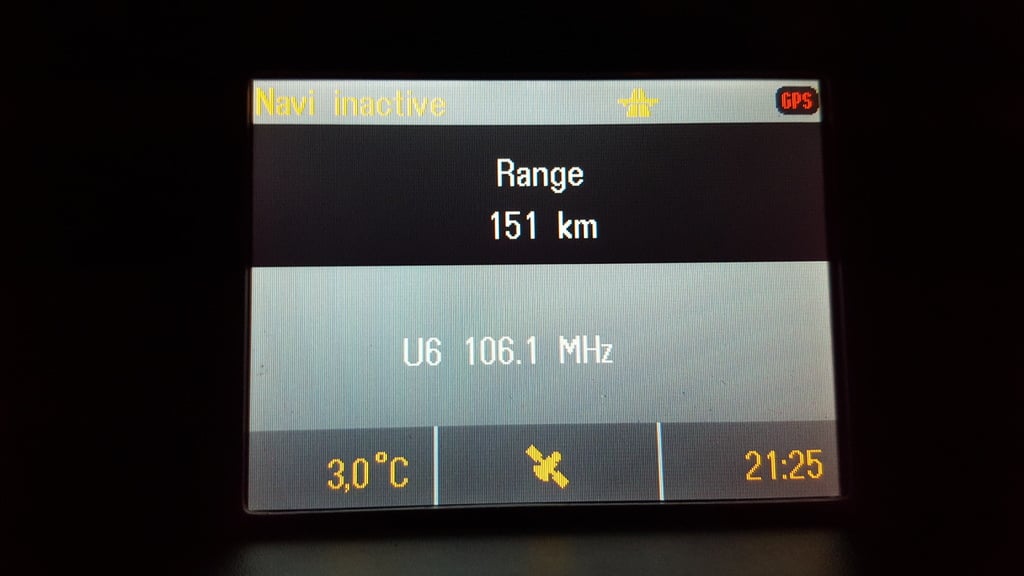 Navi inactive
GPS
Range
151 km
U6 106.1 MHz
3,0°C
21:25